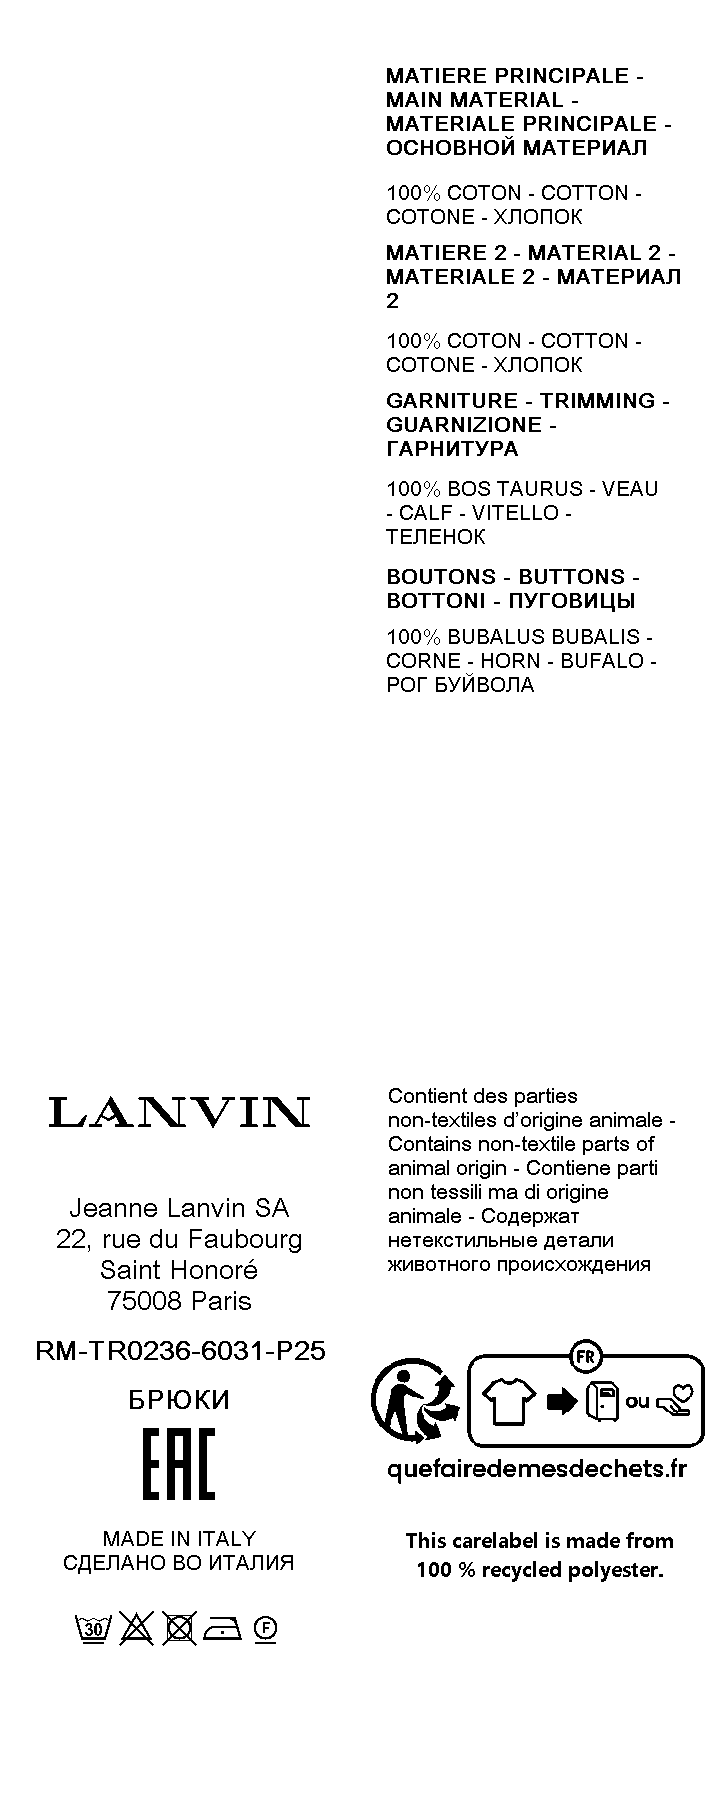 MATIERE PRINCIPALE -
MAIN MATERIAL -
MATERIALE PRINCIPALE -
ОСНОВНОЙ МАТЕРИАЛ
100% COTON - COTTON -
COTONE - ХЛОПОК
MATIERE 2 - MATERIAL 2 -
MATERIALE 2 - МАТЕРИАЛ
2
100% COTON - COTTON -
COTONE - ХЛОПОК
GARNITURE - TRIMMING -
GUARNIZIONE -
ГАРНИТУРА
100% BOS TAURUS - VEAU
- CALF - VITELLO -
ТЕЛЕНОК
BOUTONS - BUTTONS -
BOTTONI - ПУГОВИЦЫ
100% BUBALUS BUBALIS -
CORNE - HORN - BUFALO -
РОГ БУЙВОЛА
LANVIN
Jeanne Lanvin SA
22, rue du Faubourg
Saint Honoré
75008 Paris
RM-TR0236-6031-P25
БРЮКИ
EAC
MADE IN ITALY
СДЕЛАНО ВО ИТАЛИЯ
30
F
Contient des parties
non-textiles d'origine animale -
Contains non-textile parts of
animal origin - Contiene parti
non tessili ma di origine
animale - Содержат
нетекстильные детали
животного происхождения
FR
ou
quefairedemesdechets.fr
This carelabel is made from
100 % recycled polyester.